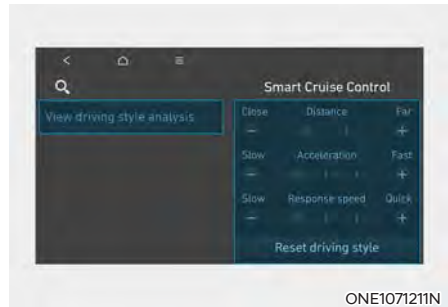 Smart Cruise Control
View driving style analysis
Close Distance Far
Slow Acceleration Fast
Slow Response speed Quick
Reset driving style
ONE1071211N